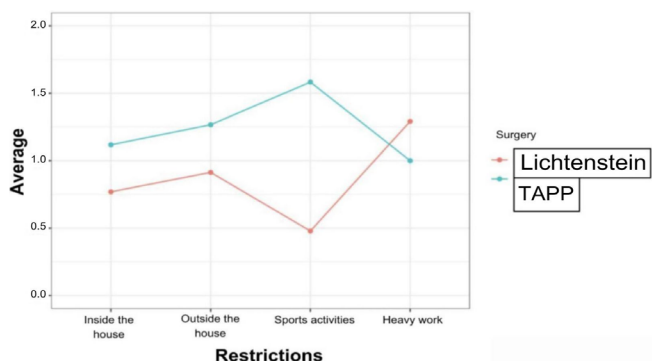 2.0
1.5
1.0
0.5
0.0
Average
Inside the
house
Outside the
house
Sports activities
Heavy work
Restrictions
Surgery
Lichtenstein
TAPP